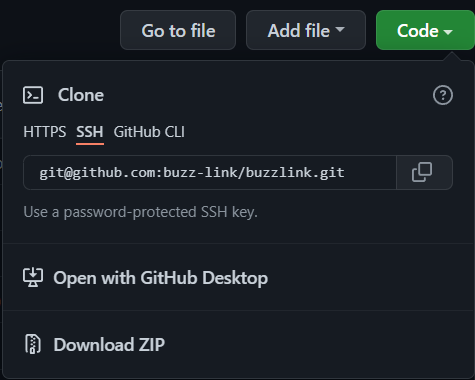 Go to file Add file Code
Clone
HTTPS SSH GitHub CLI
git@github.com:buzz-link/buzzlink.git
Use a password-protected SSH key.
Open with GitHub Desktop
Download ZIP